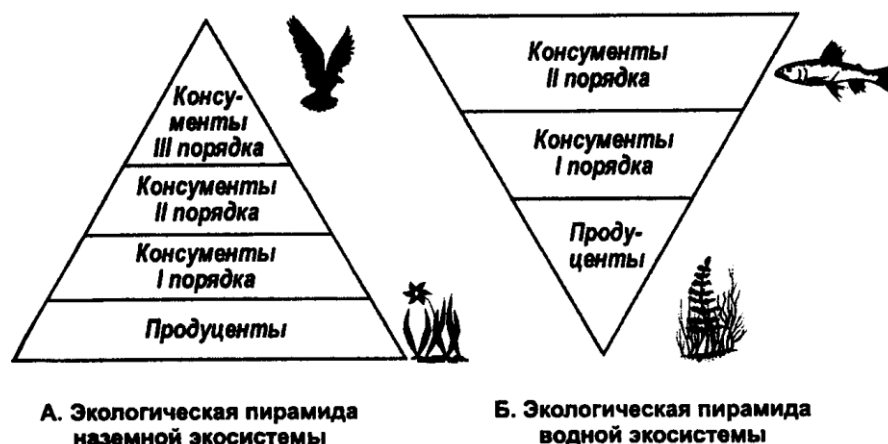 Консу-
менты
III порядка
Консументы
II порядка
Консументы
I порядка
Продуценты
А. Экологическая пирамида
наземной экосистемы
Консументы
II порядка
Консументы
I порядка
Проду-
центы
Б. Экологическая пирамида
водной экосистемы